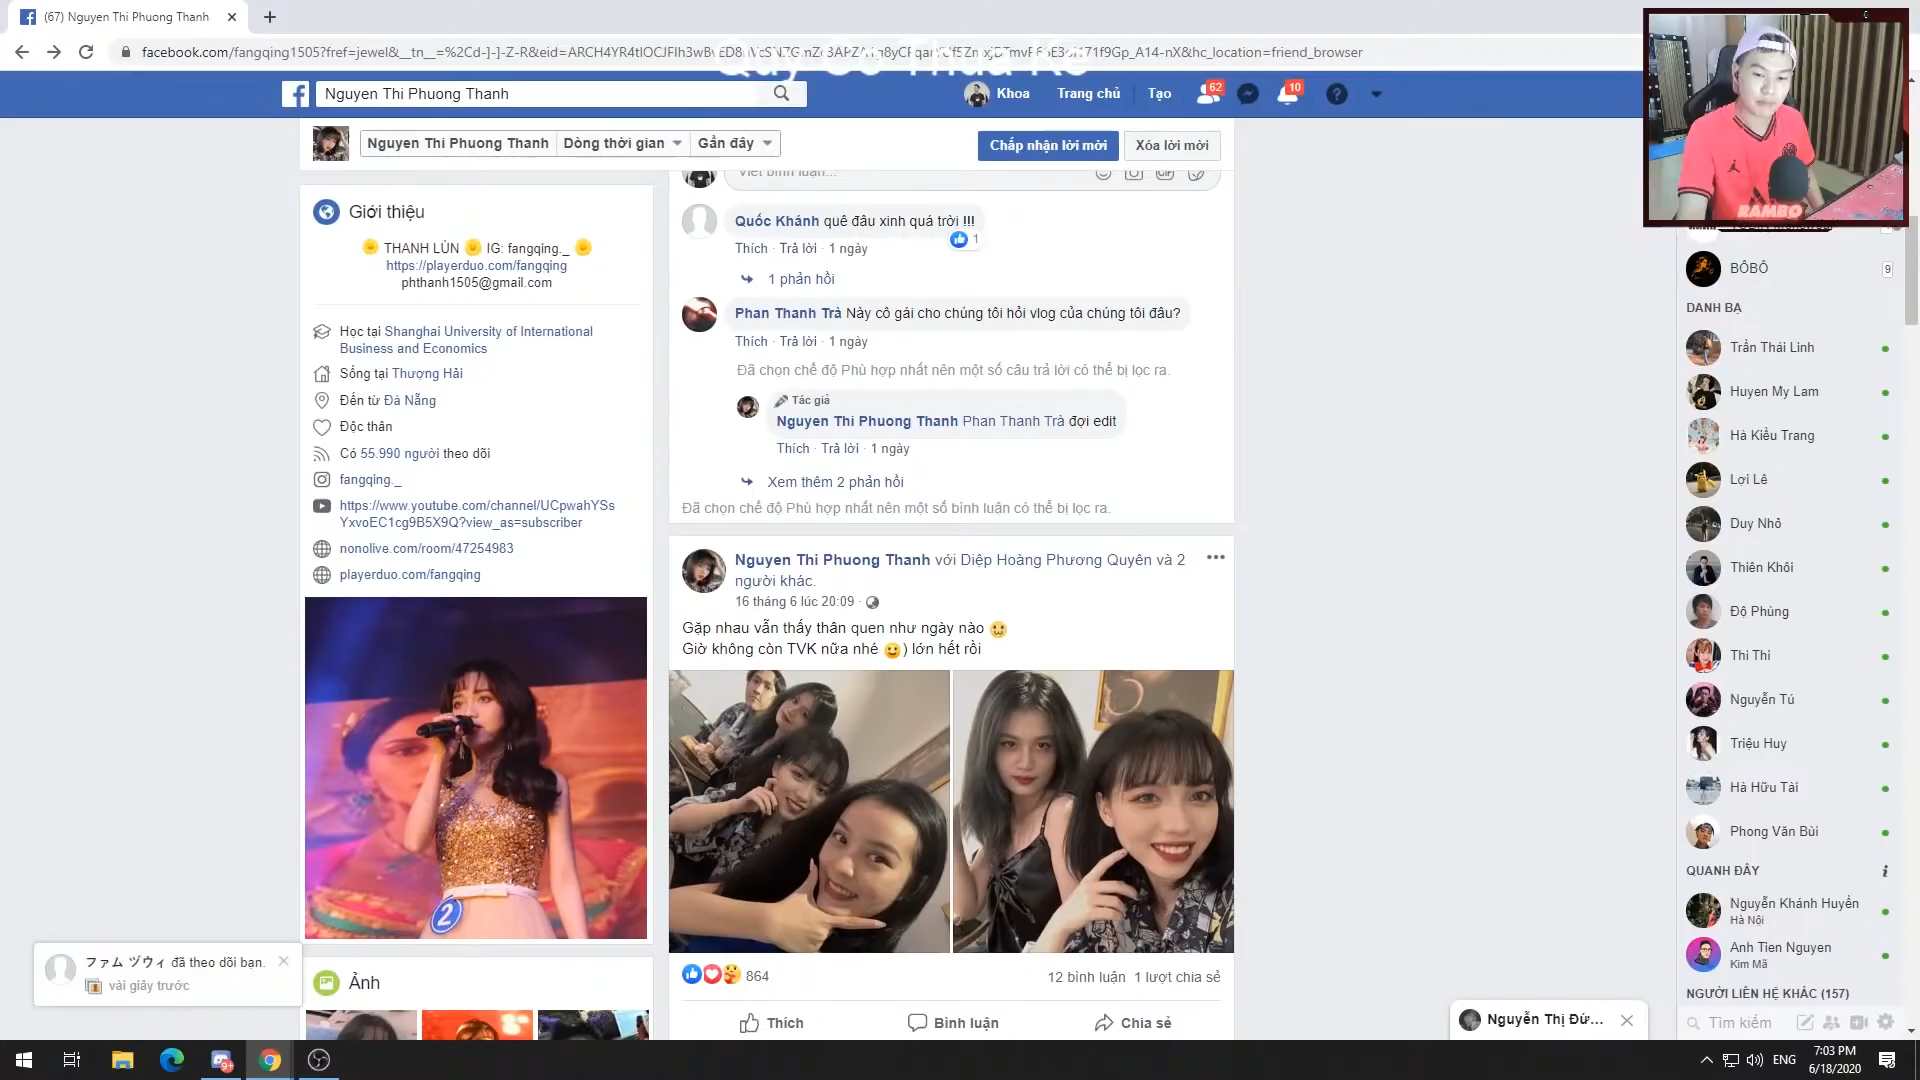 (67) Nguyen Thi Phuong Thanh
0
Quý Cô Thừa Kế
62
10
Nguyen Thi Phuong Thanh
Khoa
Trang chủ
Tạo
Nguyen Thi Phuong Thanh
Dòng thời gian
Gần đây
Chấp nhận lời mời
Xóa lời mời
RAMBO
Giới thiệu
THANH LÙN
IG: fangqing._
https://playerduo.com/fangqing
phthanh1505@gmail.com
Học tại Shanghai University of International
Business and Economics
Sống tại Thượng Hải
Đến từ Đà Nẵng
Độc thân
Có 55.990 người theo dõi
fangqing._
https://www.youtube.com/channel/UCpwahYSs
YxvoEC1cg9B5X9Q?view_as=subscriber
nonolive.com/room/47254983
playerduo.com/fangqing
2
Ảnh
Viết bình luận...
GIF
Quốc Khánh quê đâu xinh quá trời !!!
1
Thích · Trả lời · 1 ngày
1 phản hồi
Phan Thanh Trà Này cô gái cho chúng tôi hỏi vlog của chúng tôi đâu?
Thích · Trả lời · 1 ngày
Đã chọn chế độ Phù hợp nhất nên một số câu trả lời có thể bị lọc ra.
Tác giả
Nguyen Thi Phuong Thanh Phan Thanh Trà đợi edit
Thích · Trả lời · 1 ngày
Xem thêm 2 phản hồi
Đã chọn chế độ Phù hợp nhất nên một số bình luận có thể bị lọc ra.
Nguyen Thi Phuong Thanh với Diệp Hoàng Phương Quyên và 2
người khác.
16 tháng 6 lúc 20:09 ·
Gặp nhau vẫn thấy thân quen như ngày nào
Giờ không còn TVK nữa nhé ) lớn hết rồi
864
12 bình luận 1 lượt chia sẻ
Thích
Bình luận
Chia sẻ
BÔBÔ
9
DANH BẠ
Trần Thái Linh
Huyen My Lam
Hà Kiều Trang
Lợi Lê
Duy Nhô
Thiên Khôi
Độ Phùng
Thi Thi
Nguyễn Tú
Triệu Huy
Hà Hữu Tài
Phong Văn Bùi
QUANH ĐÂY
Nguyễn Khánh Huyền
Hà Nội
Anh Tien Nguyen
Kim Mã
NGƯỜI LIÊN HỆ KHÁC (157)
Tìm kiếm
ファム ヅウィ đã theo dõi bạn.
vài giây trước
Nguyễn Thị Đứ...
9+
ENG
7:03 PM
6/18/2020